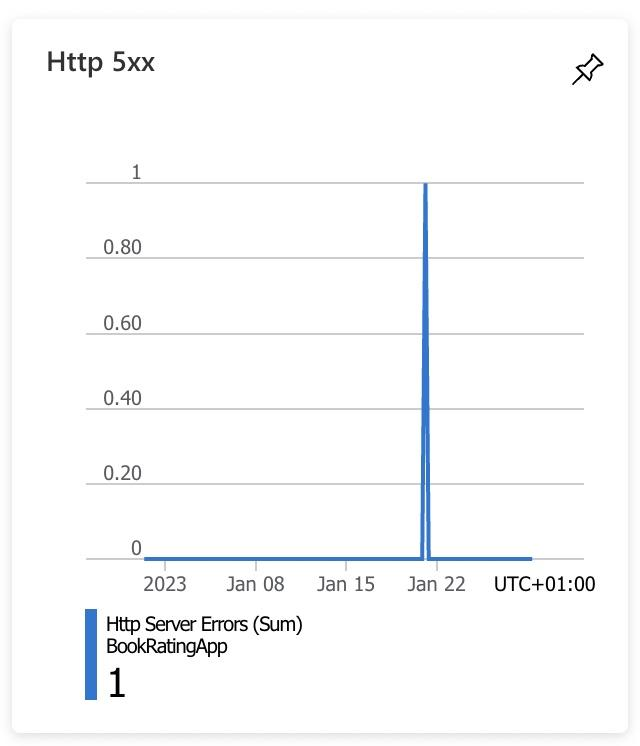 Http 5xx
1
0.80
0.60
0.40
0.20
0
2023 Jan 08 Jan 15 Jan 22 UTC+01:00
Http Server Errors (Sum)
BookRatingApp
1